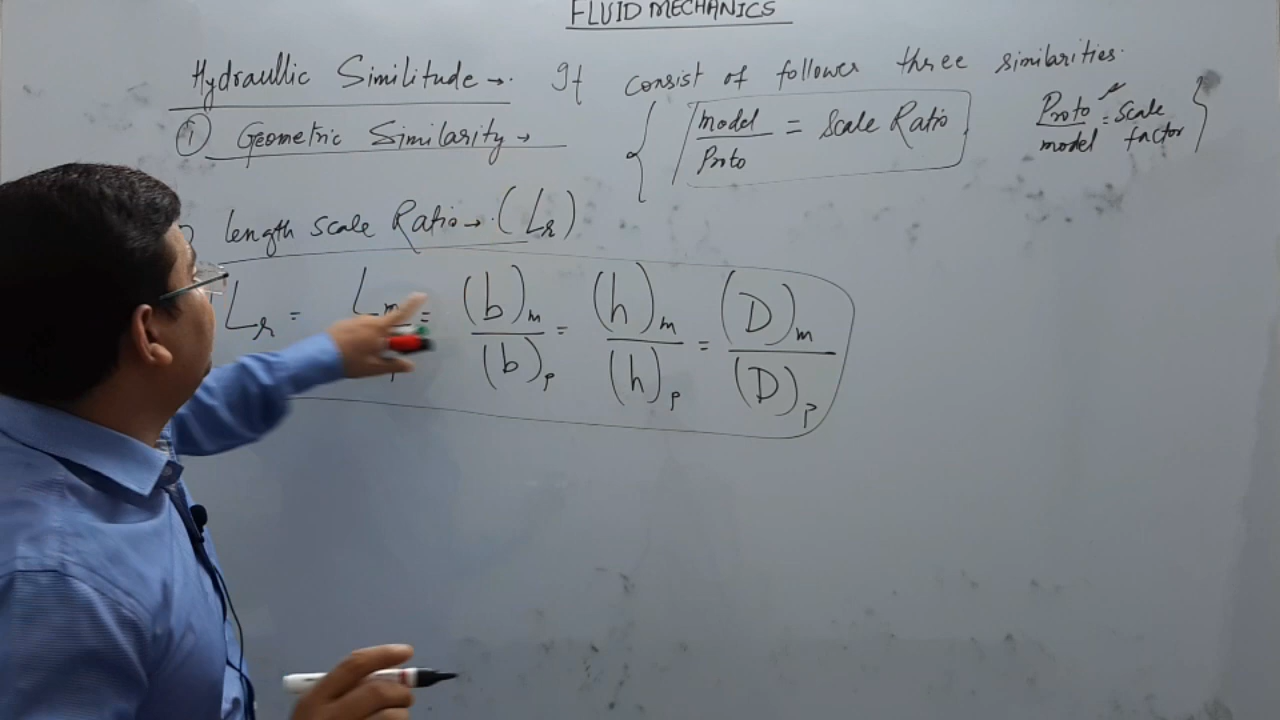 FLUID MECHANICS
Hydraullic Similitude →. It consist of follower three similarities.
① Geometric Similarity →
{ model / Proto = Scale Ratio
Proto / model = Scale factor }
length scale Ratio →. (Lr)
Lr = Lm = (b)m / (b)p = (h)m / (h)p = (D)m / (D)p